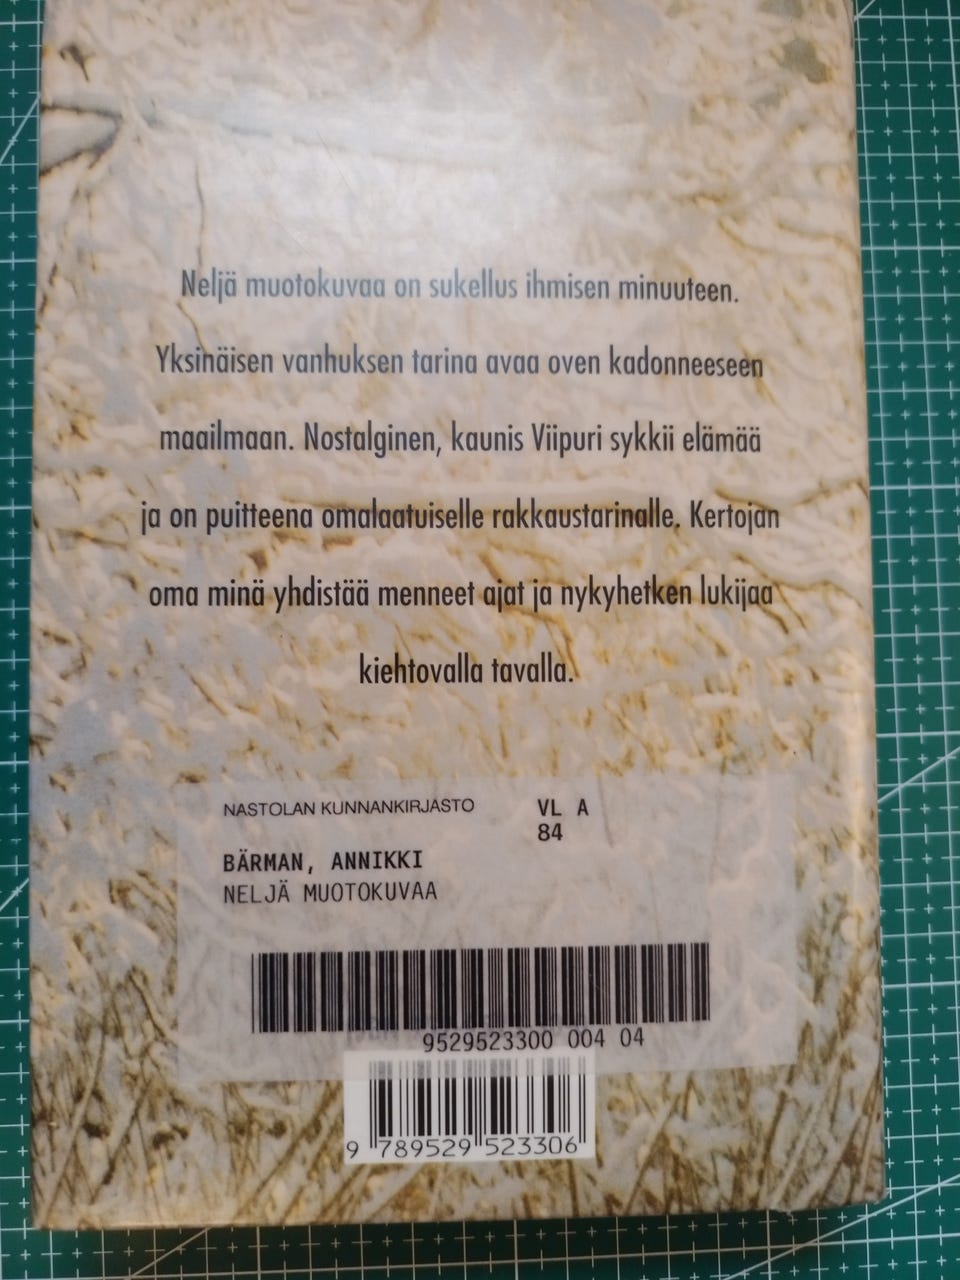 Neljä muotokuvaa on sukellus ihmisen minuuteen.
Yksinäisen vanhuksen tarina avaa oven kadonneeseen
maailmaan. Nostalginen, kaunis Viipuri sykkii elämää
ja on puitteena omalaatuiselle rakkaustarinalle. Kertojan
oma minä yhdistää menneet ajat ja nykyhetken lukijaa
kiehtovalla tavalla.
NASTOLAN KUNNANKIRJASTO
VL A
84
BÄRMAN, ANNIKKI
NELJÄ MUOTOKUVAA
9529523300 004 04
9 789529 523306